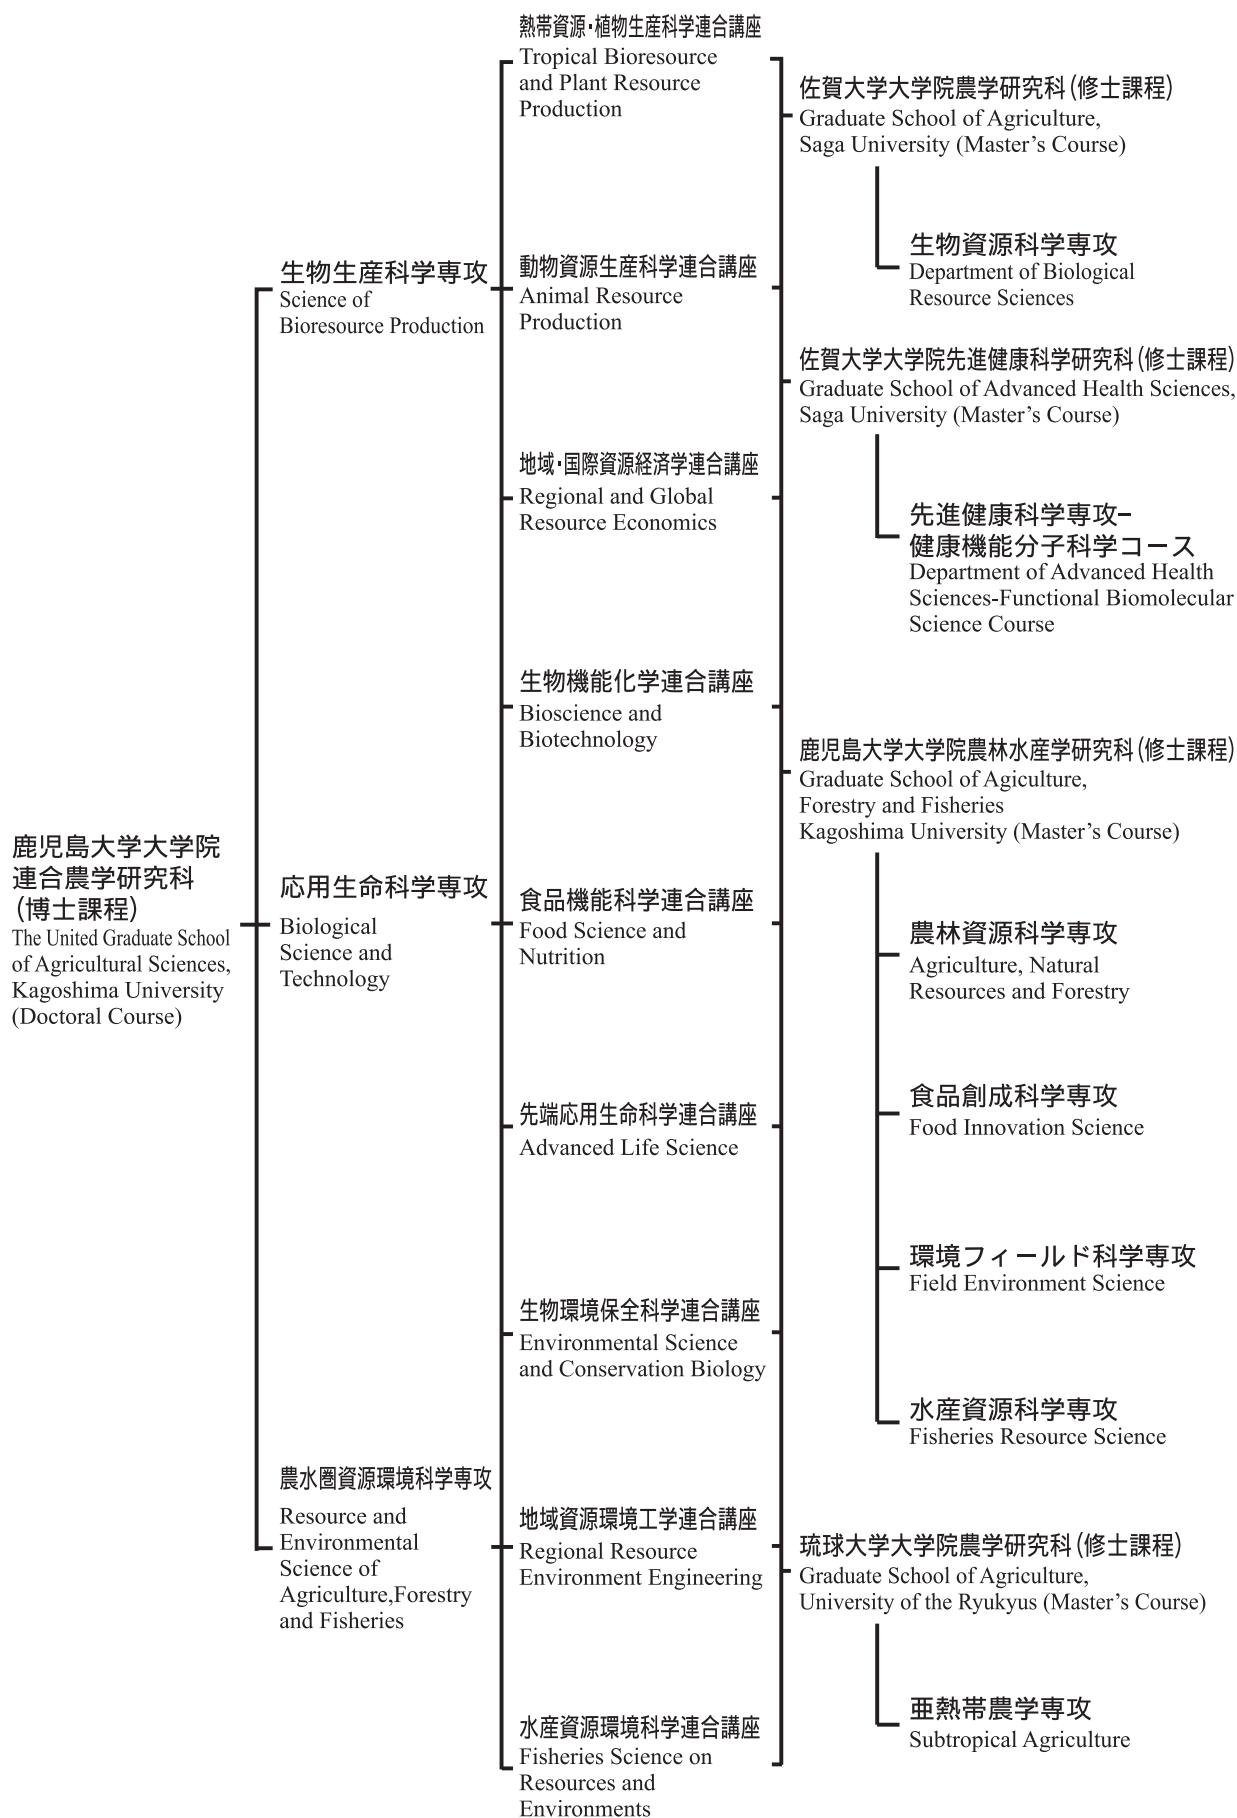 鹿児島大学大学院
連合農学研究科
(博士課程)
The United Graduate School
of Agricultural Sciences,
Kagoshima University
(Doctoral Course)
生物生産科学専攻
Science of
Bioresource Production
応用生命科学専攻
Biological
Science and
Technology
農水圏資源環境科学専攻
Resource and
Environmental
Science of
Agriculture,Forestry
and Fisheries
熱帯資源・植物生産科学連合講座
Tropical Bioresource
and Plant Resource
Production
動物資源生産科学連合講座
Animal Resource
Production
地域・国際資源経済学連合講座
Regional and Global
Resource Economics
生物機能化学連合講座
Bioscience and
Biotechnology
食品機能科学連合講座
Food Science and
Nutrition
先端応用生命科学連合講座
Advanced Life Science
生物環境保全科学連合講座
Environmental Science
and Conservation Biology
地域資源環境工学連合講座
Regional Resource
Environment Engineering
水産資源環境科学連合講座
Fisheries Science on
Resources and
Environments
佐賀大学大学院農学研究科(修士課程)
Graduate School of Agriculture,
Saga University (Master's Course)
生物資源科学専攻
Department of Biological
Resource Sciences
佐賀大学大学院先進健康科学研究科(修士課程)
Graduate School of Advanced Health Sciences,
Saga University (Master's Course)
先進健康科学専攻−
健康機能分子科学コース
Department of Advanced Health
Sciences-Functional Biomolecular
Science Course
鹿児島大学大学院農林水産学研究科(修士課程)
Graduate School of Agiculture,
Forestry and Fisheries
Kagoshima University (Master's Course)
農林資源科学専攻
Agriculture, Natural
Resources and Forestry
食品創成科学専攻
Food Innovation Science
環境フィールド科学専攻
Field Environment Science
水産資源科学専攻
Fisheries Resource Science
琉球大学大学院農学研究科(修士課程)
Graduate School of Agriculture,
University of the Ryukyus (Master's Course)
亜熱帯農学専攻
Subtropical Agriculture